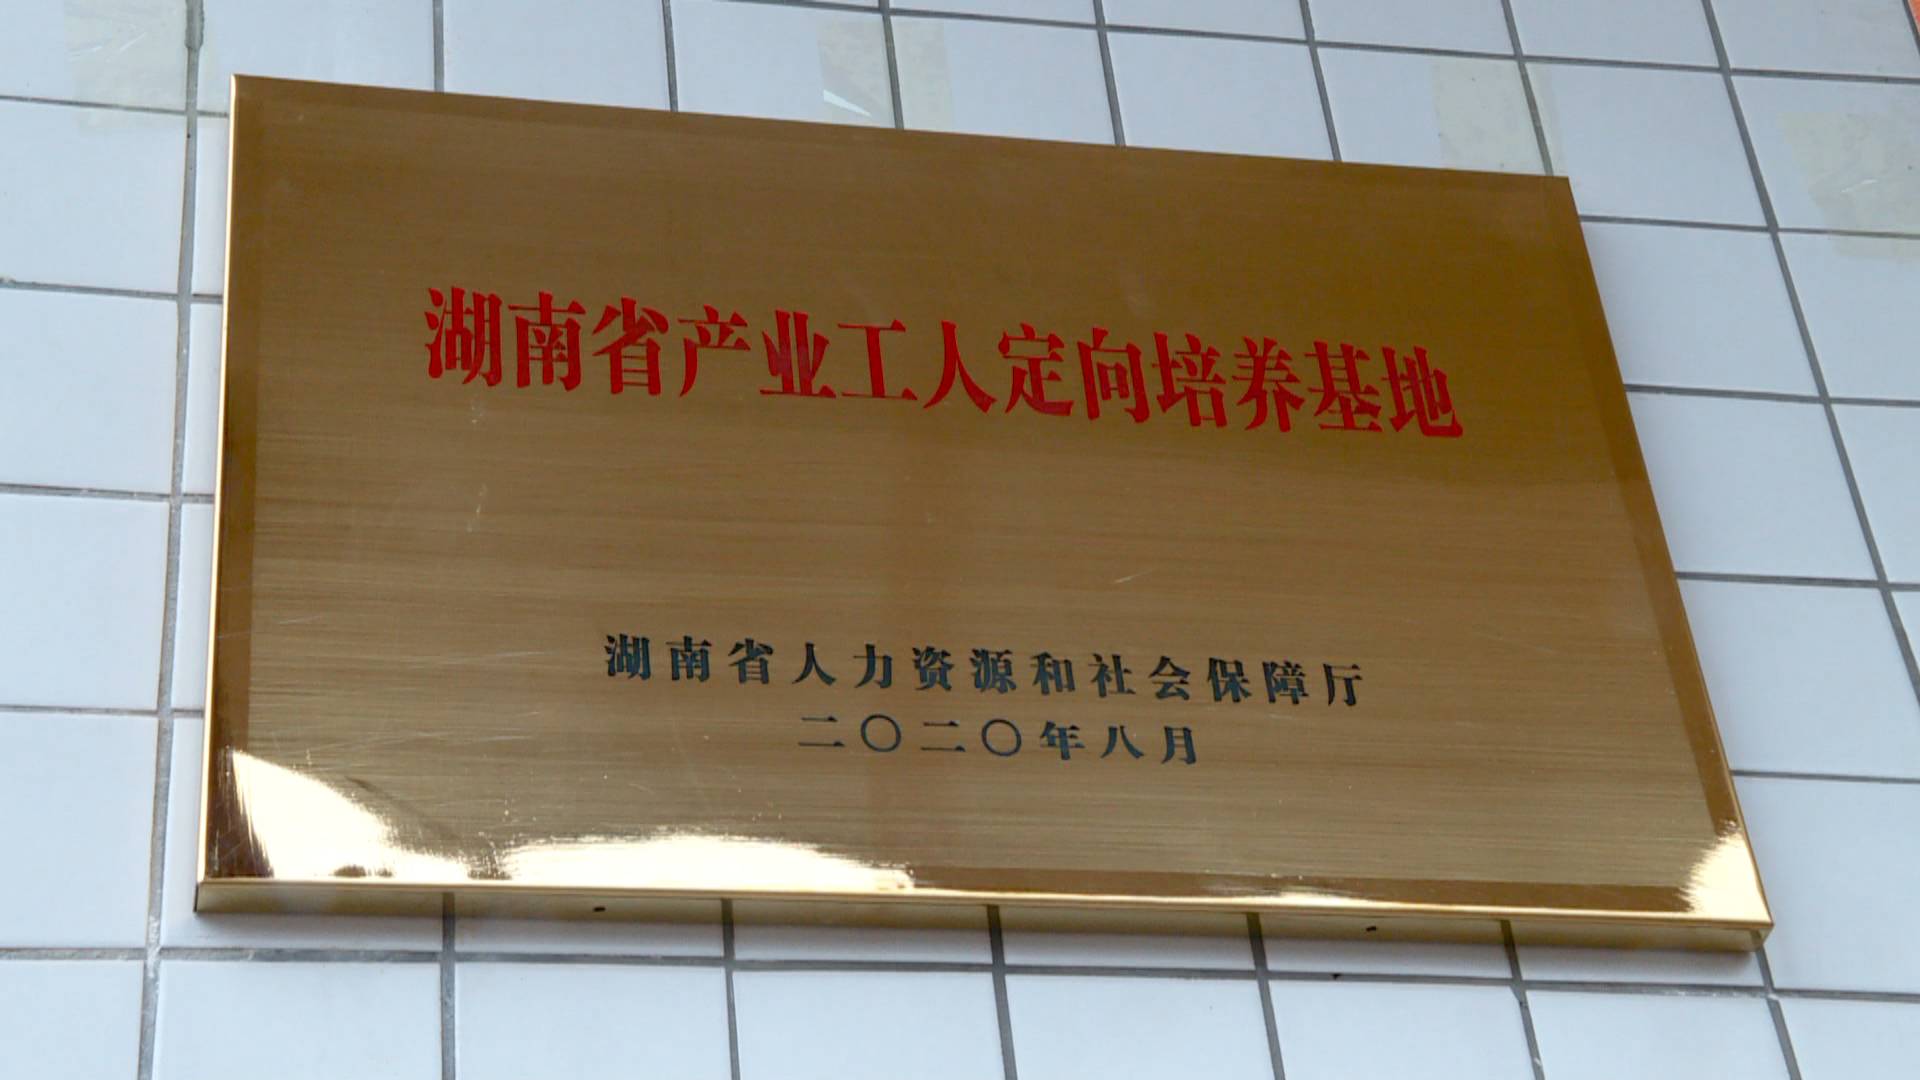 湖南省产业工人定向培养基地
湖南省人力资源和社会保障厅
二〇二〇年八月